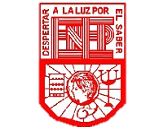 DESPERTAR
A LA LUZ POR
EL SABER
ENP